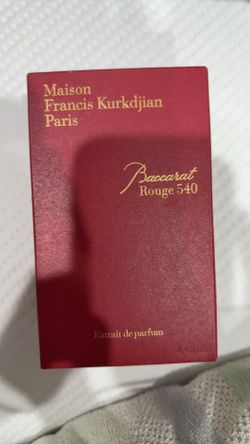 Maison
Francis Kurkdjian
Paris
Baccarat
Rouge 540
Extrait de parfum